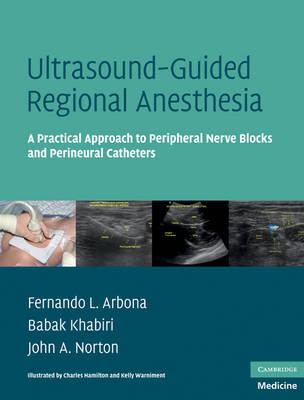 Ultrasound-Guided
Regional Anesthesia
A Practical Approach to Peripheral Nerve Blocks
and Perineural Catheters
Fernando L. Arbona
Babak Khabiri
John A. Norton
Illustrated by Charles Hamilton and Kelly Warniment
CAMBRIDGE
Medicine